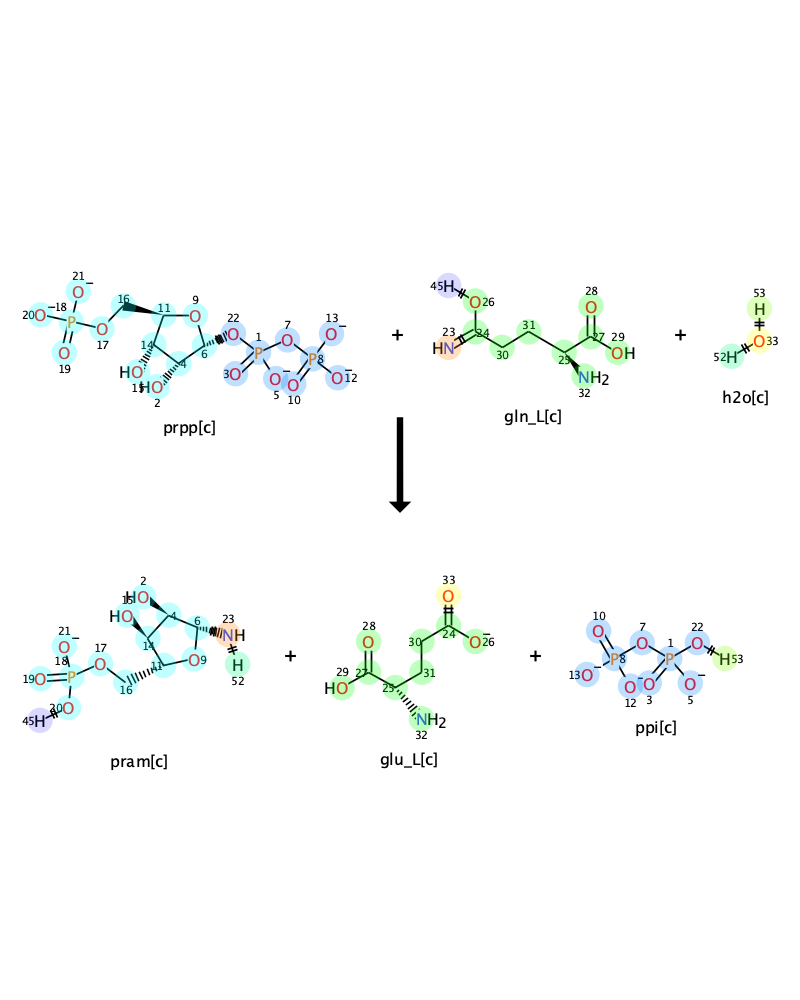 prpp[c] + gln_L[c] + h2o[c]
pram[c] + glu_L[c] + ppi[c]
21 O−
20 O −18 P
O 19
O 17
16
11
9 O
14
4
6
HO 15
HO 2
22 O
1 P
3 O
7 O
5 O−
13 O−
P 8
O 10
O− 12
45 H
O 26
23 HN
24
30
31
25
28 O
27
29 OH
NH2 32
53 H
O 33
52 H
2 HO
15 HO
4
6
23 NH
H 52
14
11
O 9
21 O−
18 P
17 O
19 O
20 O
45 H
16
33 O
24
O− 26
28 O
30
29 HO
27
25
31
NH2 32
10 O
7 O
22 O
H 53
P 8
1 P
13 O−
O− 12
O 3
O− 5